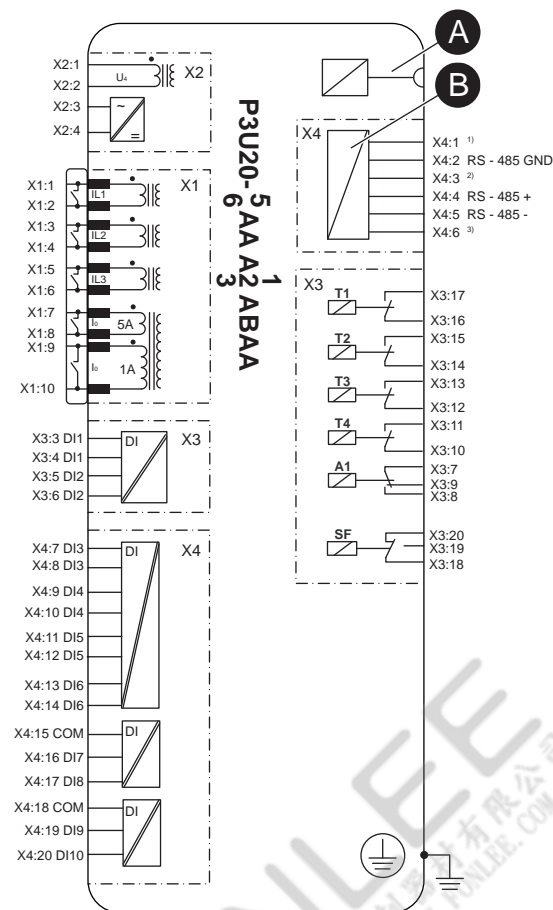 A
B
X2:1
X2:2
X2:3
X2:4
U4
X2
~
=
X1:1
X1:2
X1:3
X1:4
X1:5
X1:6
X1:7
X1:8
X1:9
X1:10
IL1
IL2
IL3
I0 5A
I0 1A
X1
P3U20- 5 AA A2 1 ABAA
6 3
X4
X4:1 1)
X4:2 RS - 485 GND
X4:3 2)
X4:4 RS - 485 +
X4:5 RS - 485 -
X4:6 3)
X3
T1
X3:17
X3:16
T2
X3:15
X3:14
T3
X3:13
X3:12
T4
X3:11
X3:10
A1
X3:7
X3:9
X3:8
SF
X3:20
X3:19
X3:18
X3:3 DI1
X3:4 DI1
X3:5 DI2
X3:6 DI2
DI
X3
X4:7 DI3
X4:8 DI3
X4:9 DI4
X4:10 DI4
X4:11 DI5
X4:12 DI5
X4:13 DI6
X4:14 DI6
DI
X4
X4:15 COM
X4:16 DI7
X4:17 DI8
DI
X4:18 COM
X4:19 DI9
X4:20 DI10
DI